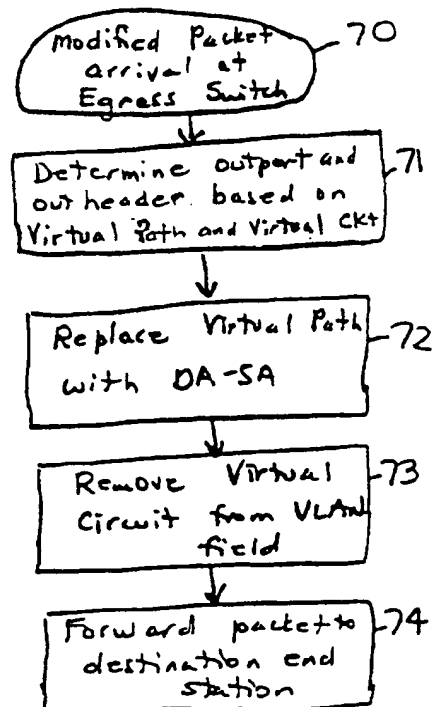 Modified Packet
arrival at
Egress Switch
70
Determine outport and
out header. based on
Virtual Path and Virtual CKt
71
Replace Virtual Path
with DA-SA
72
Remove Virtual
Circuit from VLAN
field
73
Forward packet to
destination end
station
74